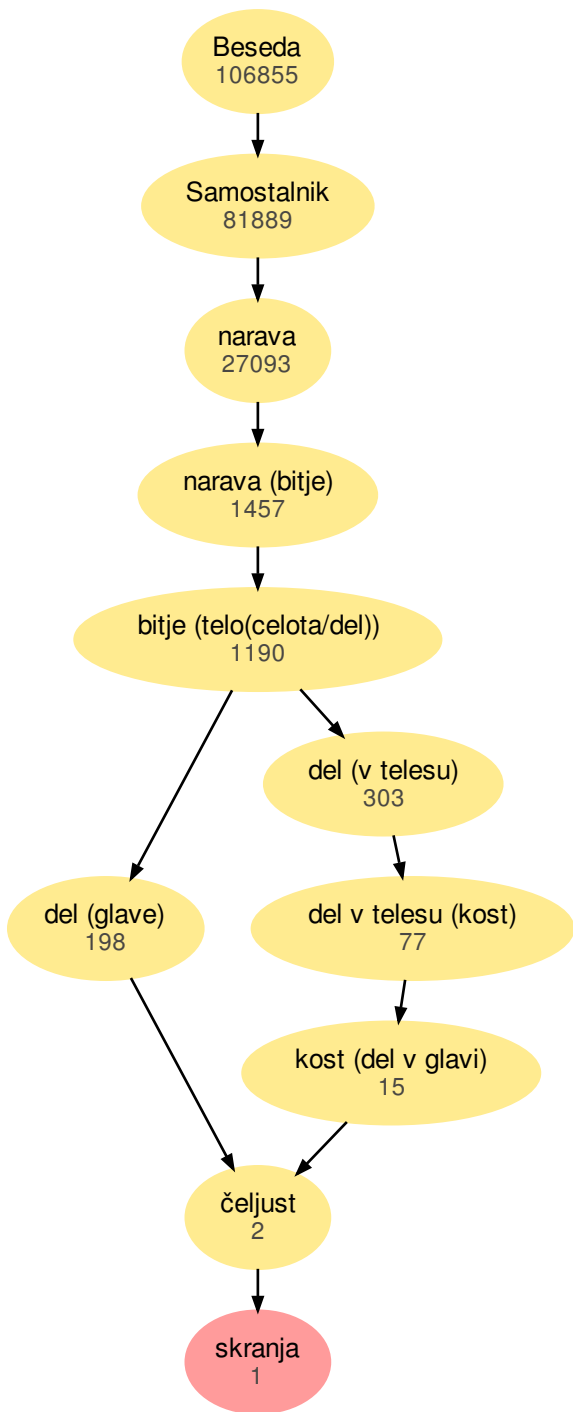 Beseda
106855
Samostalnik
81889
narava
27093
narava (bitje)
1457
bitje (telo(celota/del))
1190
del (v telesu)
303
del (glave)
198
del v telesu (kost)
77
kost (del v glavi)
15
čeljust
2
skranja
1